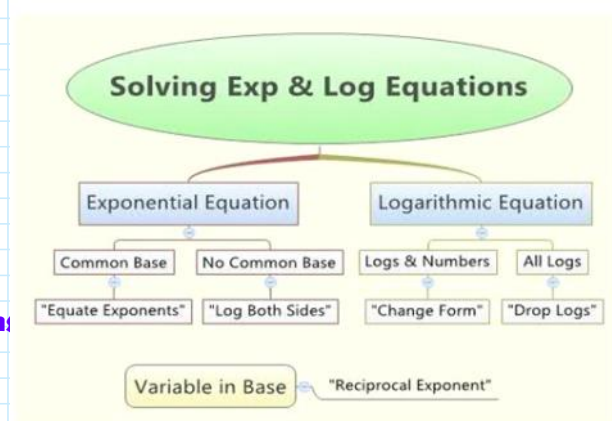 Solving Exp & Log Equations
Exponential Equation
Logarithmic Equation
Common Base
No Common Base
Logs & Numbers
All Logs
"Equate Exponents"
"Log Both Sides"
"Change Form"
"Drop Logs"
Variable in Base
"Reciprocal Exponent"